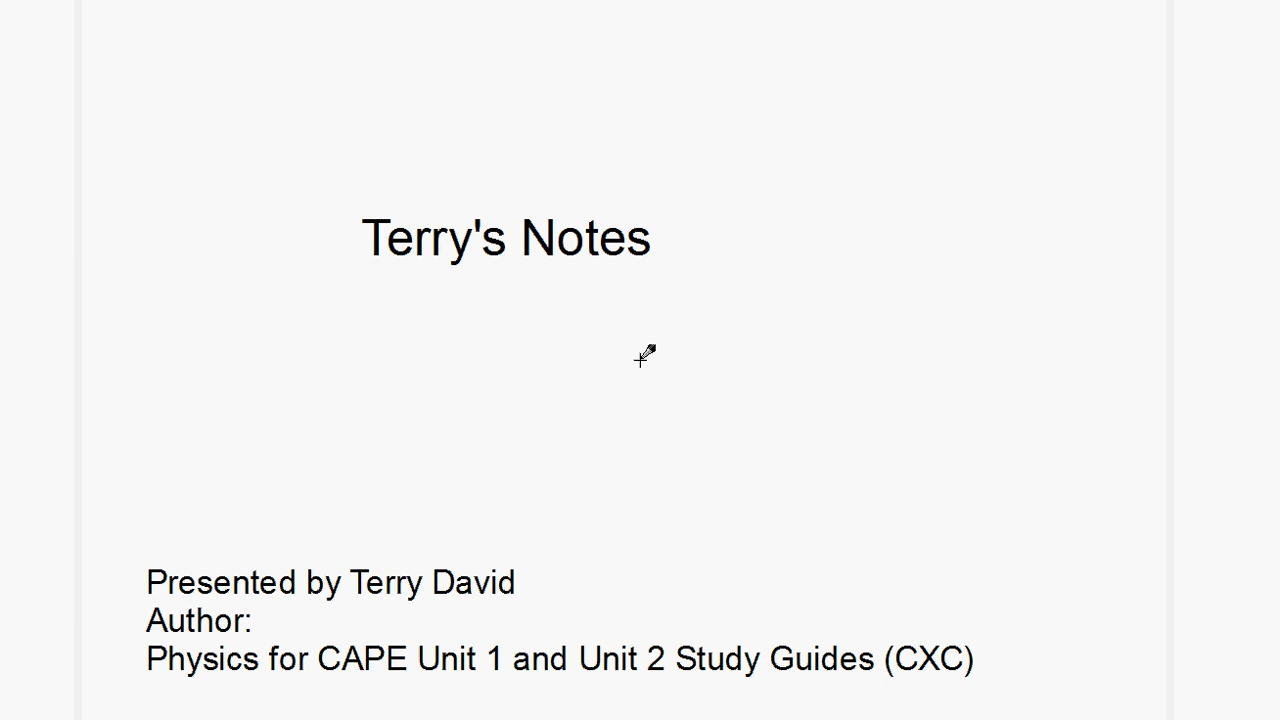 Terry's Notes
Presented by Terry David
Author:
Physics for CAPE Unit 1 and Unit 2 Study Guides (CXC)